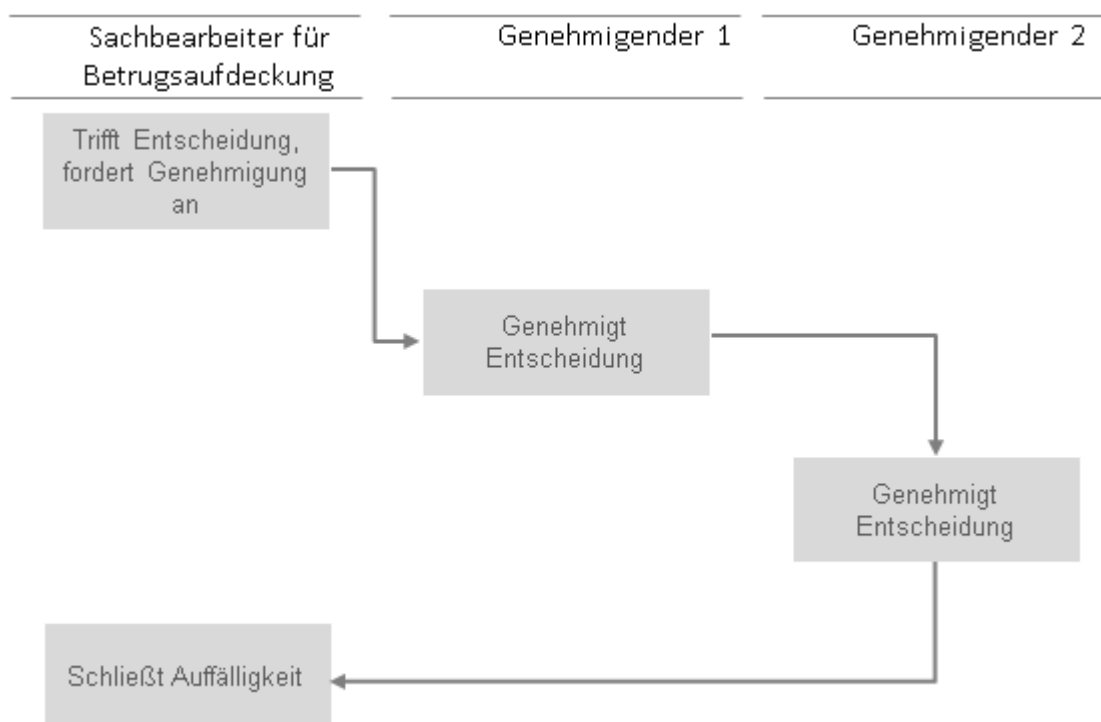 Sachbearbeiter für
Betrugsaufdeckung
Genehmigender 1
Genehmigender 2
Trifft Entscheidung,
fordert Genehmigung
an
Genehmigt
Entscheidung
Genehmigt
Entscheidung
Schließt Auffälligkeit